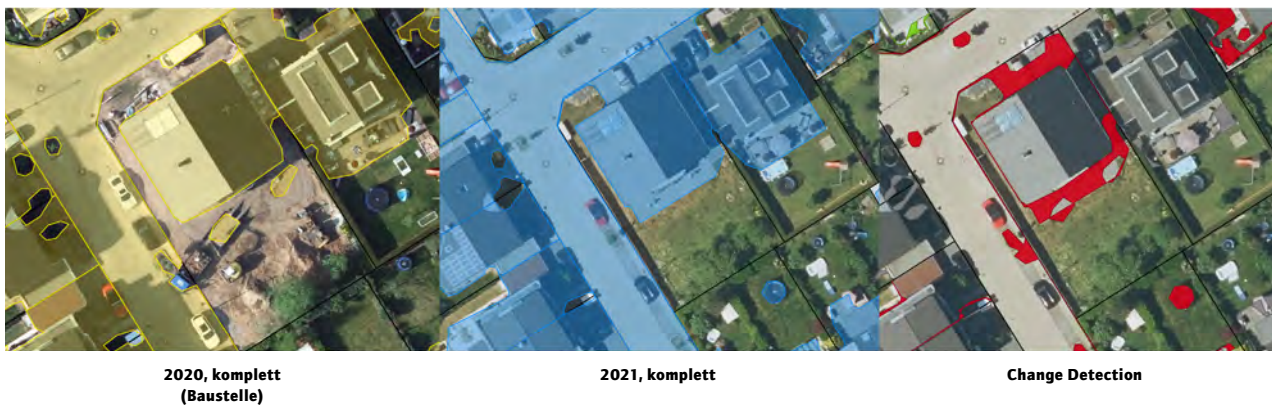 2020, komplett
(Baustelle)
2021, komplett
Change Detection